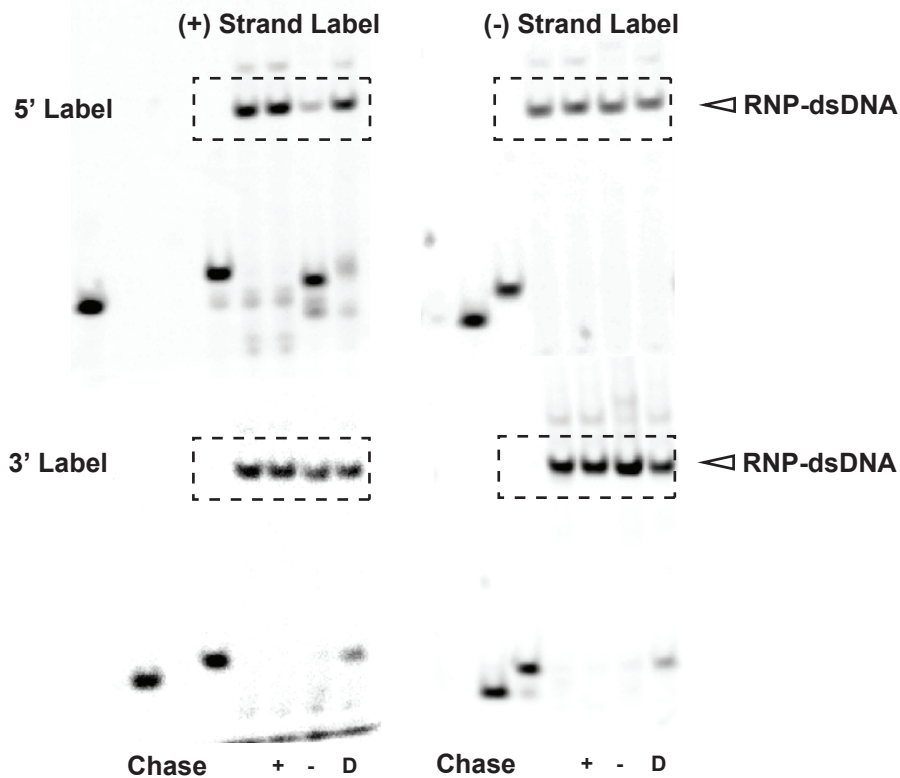 (+) Strand Label (-) Strand Label
5' Label RNP-dsDNA
3' Label RNP-dsDNA
Chase + - D Chase + - D